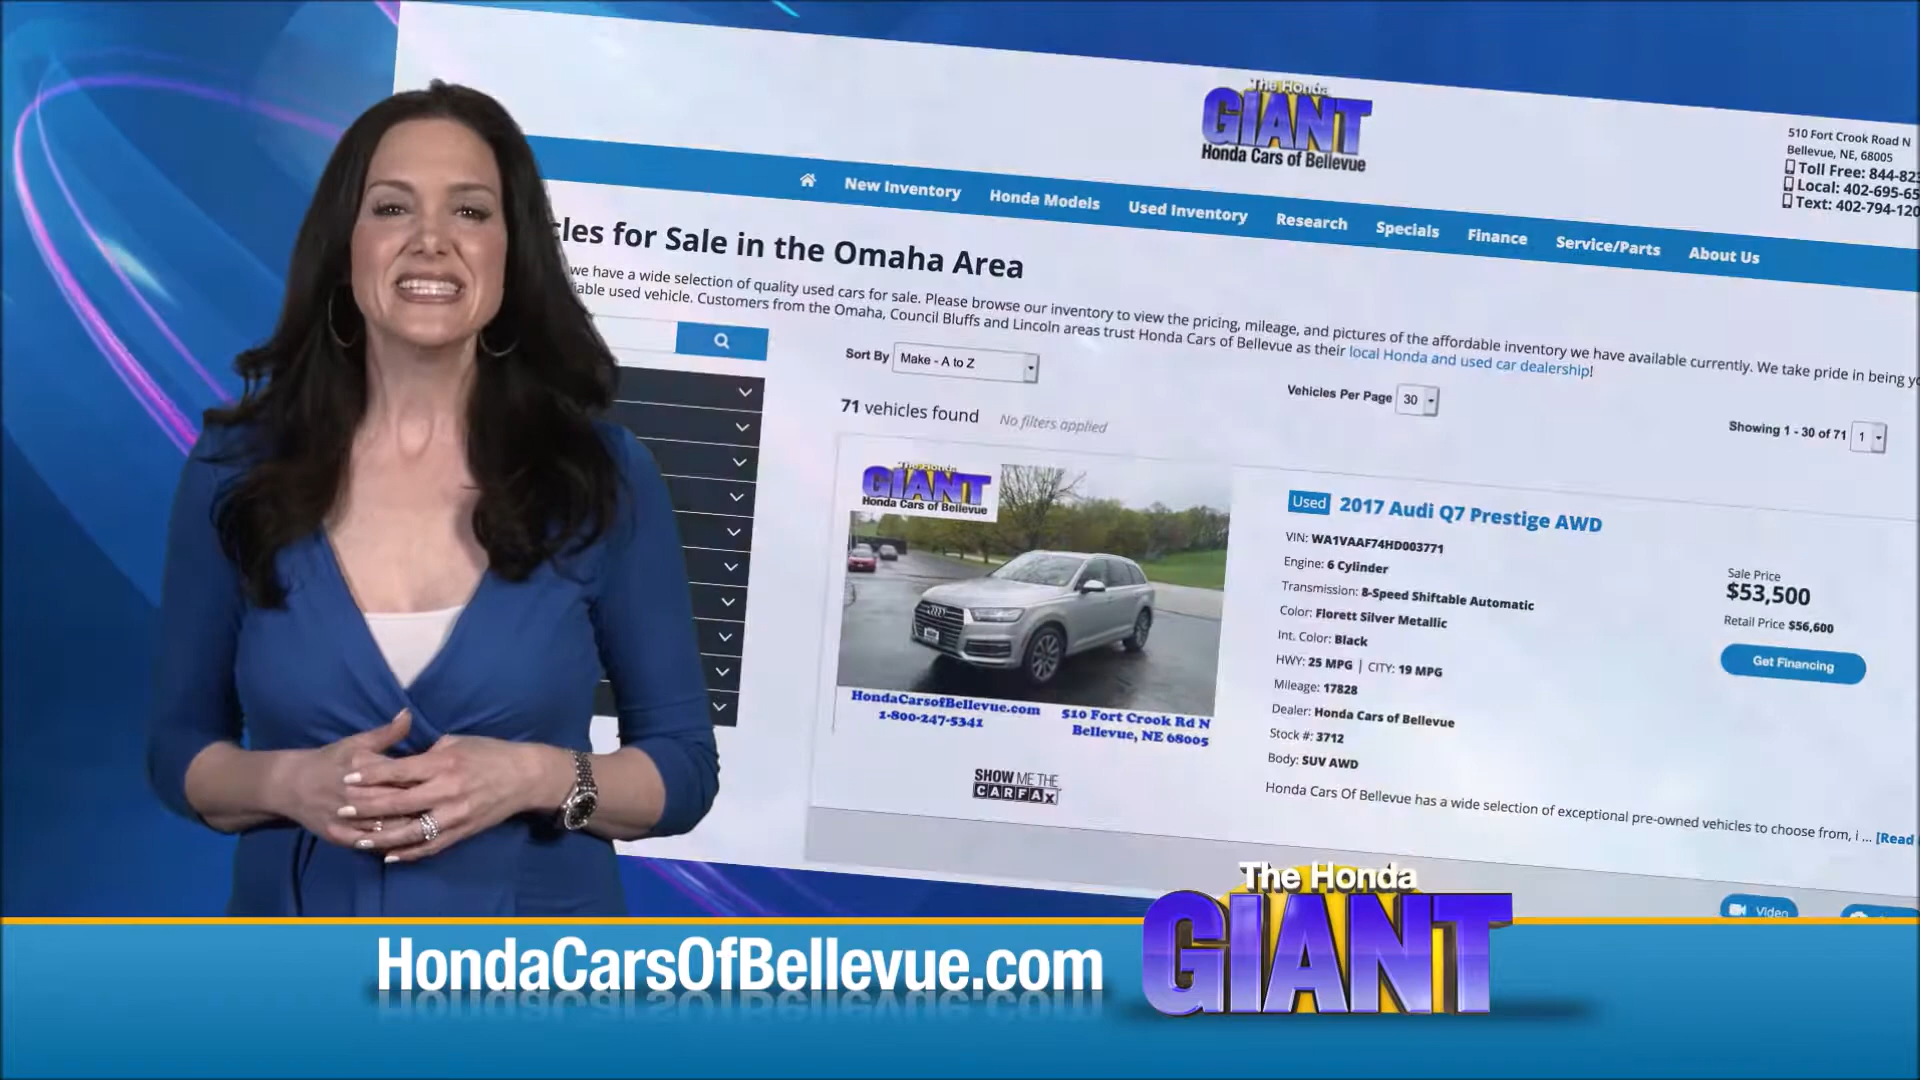 The Honda
GIANT
Honda Cars of Bellevue
510 Fort Crook Road N
Bellevue, NE, 68005
Toll Free: 844-823
Local: 402-695-65
Text: 402-794-120
New Inventory Honda Models Used Inventory Research Specials Finance Service/Parts About Us
cles for Sale in the Omaha Area
we have a wide selection of quality used cars for sale. Please browse our inventory to view the pricing, mileage, and pictures of the affordable inventory we have available currently. We take pride in being
used vehicle. Customers from the Omaha, Council Bluffs and Lincoln areas trust Honda Cars of Bellevue as their local Honda and used car dealership!
Sort By Make - A to Z
Vehicles Per Page 30
71 vehicles found No filters applied
Showing 1 - 30 of 71 1
The Honda
GIANT
Honda Cars of Bellevue
HondaCarsofBellevue.com
1-800-247-5341
510 Fort Crook Rd N
Bellevue, NE 68005
SHOW ME THE
CARFAX
Used 2017 Audi Q7 Prestige AWD
VIN: WA1VAAF74HD003771
Engine: 6 Cylinder
Transmission: 8-Speed Shiftable Automatic
Color: Florett Silver Metallic
Int. Color: Black
HWY: 25 MPG | CITY: 19 MPG
Mileage: 17828
Dealer: Honda Cars of Bellevue
Stock #: 3712
Body: SUV AWD
Sale Price
$53,500
Retail Price $56,600
Get Financing
Honda Cars Of Bellevue has a wide selection of exceptional pre-owned vehicles to choose from, i ... [Read
Video
HondaCarsOfBellevue.com
The Honda
GIANT